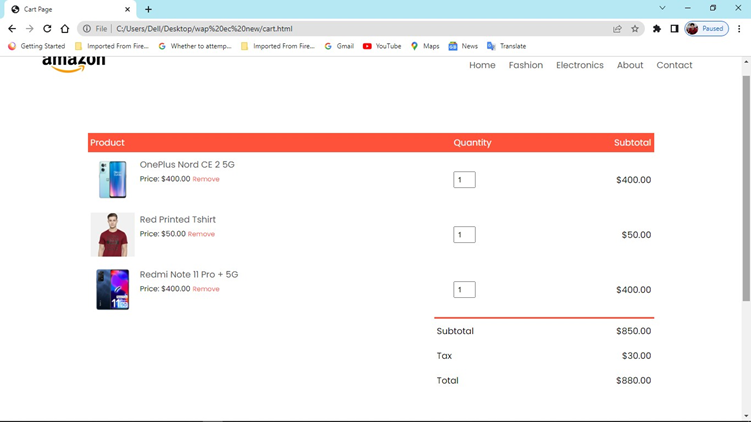 Cart Page
File C:/Users/Dell/Desktop/wap%20ec%20new/cart.html
Paused
Getting Started Imported From Fire... Whether to attemp... Imported From Fire... Gmail YouTube Maps News Translate
amazon
Home Fashion Electronics About Contact
Product Quantity Subtotal
OnePlus Nord CE 2 5G
Price: $400.00 Remove 1 $400.00
Red Printed Tshirt
Price: $50.00 Remove 1 $50.00
Redmi Note 11 Pro + 5G
Price: $400.00 Remove 1 $400.00
Subtotal $850.00
Tax $30.00
Total $880.00